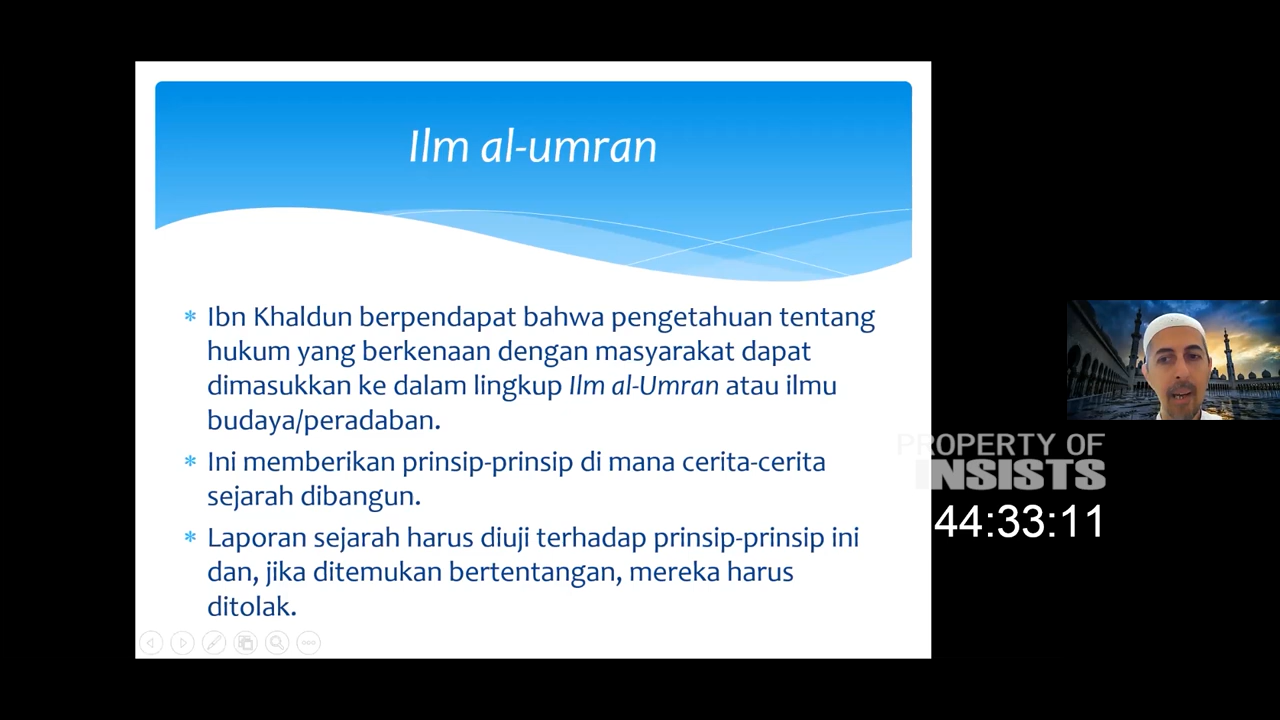 Ilm al-umran
* Ibn Khaldun berpendapat bahwa pengetahuan tentang
hukum yang berkenaan dengan masyarakat dapat
dimasukkan ke dalam lingkup Ilm al-Umran atau ilmu
budaya/peradaban.
* Ini memberikan prinsip-prinsip di mana cerita-cerita
sejarah dibangun.
* Laporan sejarah harus diuji terhadap prinsip-prinsip ini
dan, jika ditemukan bertentangan, mereka harus
ditolak.
PROPERTY OF
INSISTS
44:33:11